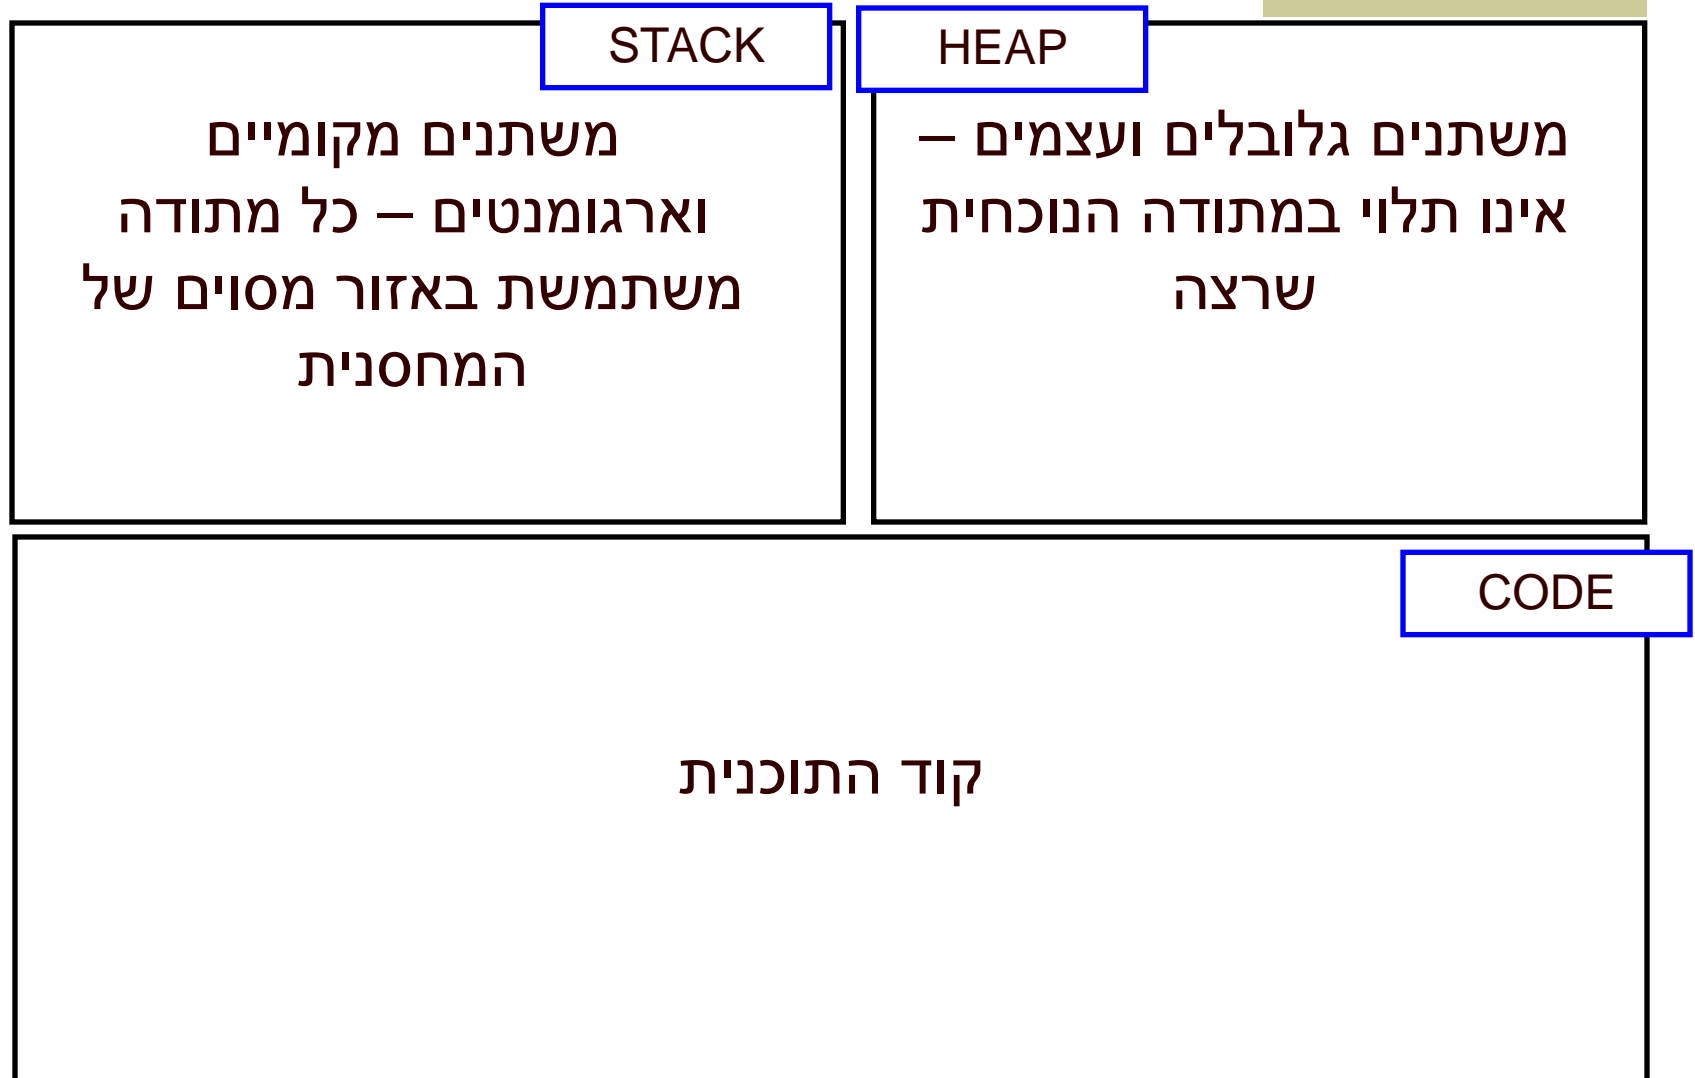 STACK
משתנים מקומיים
וארגומנטים – כל מתודה
משתמשת באזור מסוים של
המחסנית
HEAP
משתנים גלובלים ועצמים –
אינו תלוי במתודה הנוכחית
שרצה
CODE
קוד התוכנית